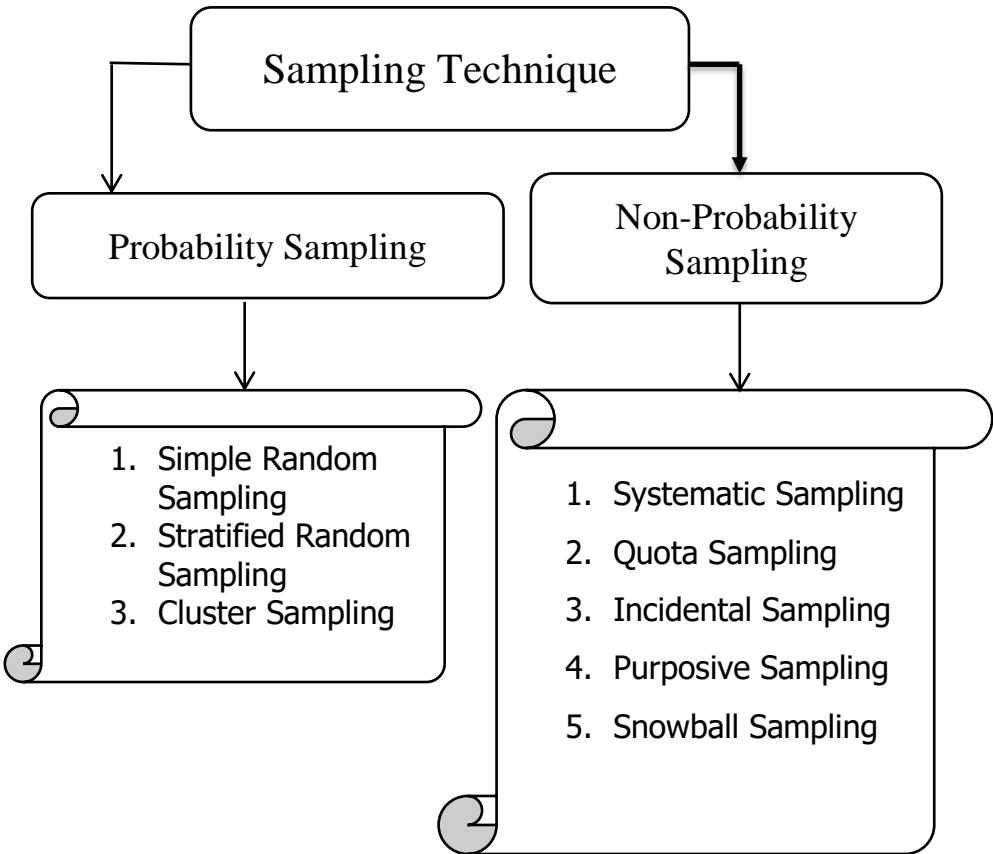 Sampling Technique
Probability Sampling
Non-Probability
Sampling
1. Simple Random
Sampling
2. Stratified Random
Sampling
3. Cluster Sampling
1. Systematic Sampling
2. Quota Sampling
3. Incidental Sampling
4. Purposive Sampling
5. Snowball Sampling